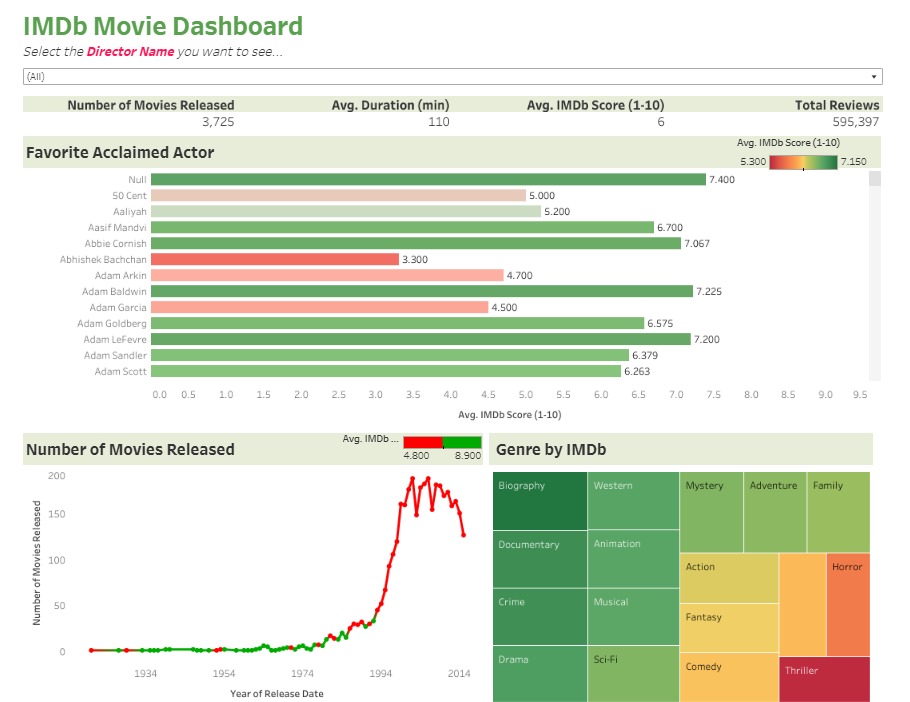 IMDb Movie Dashboard
Select the Director Name you want to see...
(All)
Number of Movies Released Avg. Duration (min) Avg. IMDb Score (1-10) Total Reviews
3,725 110 6 595,397
Favorite Acclaimed Actor
Avg. IMDb Score (1-10)
5.300 7.150
Null 7.400
50 Cent 5.000
Aaliyah 5.200
Aasif Mandvi 6.700
Abbie Cornish 7.067
Abhishek Bachchan 3.300
Adam Arkin 4.700
Adam Baldwin 7.225
Adam Garcia 4.500
Adam Goldberg 6.575
Adam LeFevre 7.200
Adam Sandler 6.379
Adam Scott 6.263
0.0 0.5 1.0 1.5 2.0 2.5 3.0 3.5 4.0 4.5 5.0 5.5 6.0 6.5 7.0 7.5 8.0 8.5 9.0 9.5
Avg. IMDb Score (1-10)
Number of Movies Released
Avg. IMDb ...
4.800 8.900
Number of Movies Released
200
150
100
50
0
1934 1954 1974 1994 2014
Year of Release Date
Genre by IMDb
Biography Western Mystery Adventure Family
Documentary Animation
Action Horror
Crime Musical
Fantasy
Drama Sci-Fi Comedy Thriller